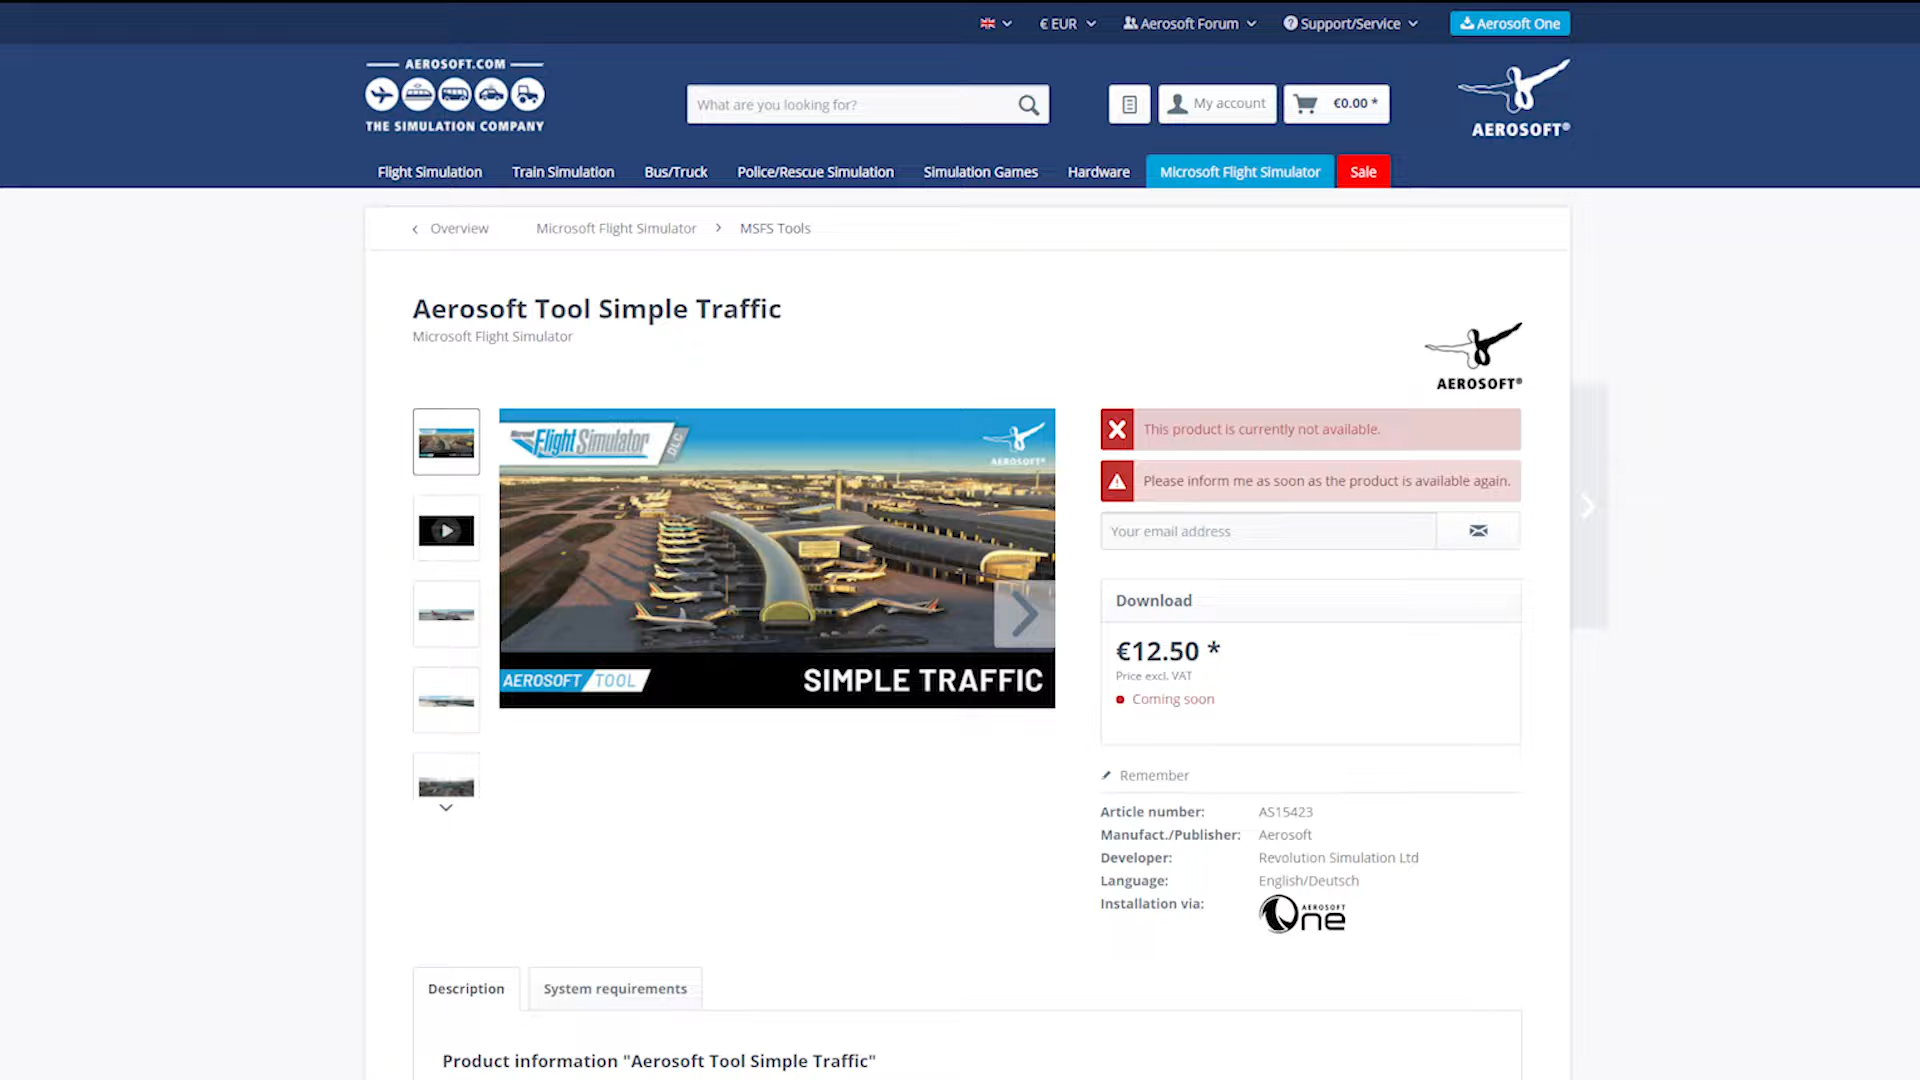 € EUR
Aerosoft Forum
Support/Service
Aerosoft One
AEROSOFT.COM
THE SIMULATION COMPANY
What are you looking for?
My account
€0.00 *
AEROSOFT®
Flight Simulation
Train Simulation
Bus/Truck
Police/Rescue Simulation
Simulation Games
Hardware
Microsoft Flight Simulator
Sale
Overview
Microsoft Flight Simulator
MSFS Tools
Aerosoft Tool Simple Traffic
Microsoft Flight Simulator
AEROSOFT®
Microsoft
Flight Simulator
DLC
AEROSOFT®
AEROSOFT TOOL
SIMPLE TRAFFIC
This product is currently not available.
Please inform me as soon as the product is available again.
Your email address
Download
€12.50 *
Price excl. VAT
Coming soon
Remember
Article number: AS15423
Manufact./Publisher: Aerosoft
Developer: Revolution Simulation Ltd
Language: English/Deutsch
Installation via: AEROSOFT One
Description
System requirements
Product information "Aerosoft Tool Simple Traffic"